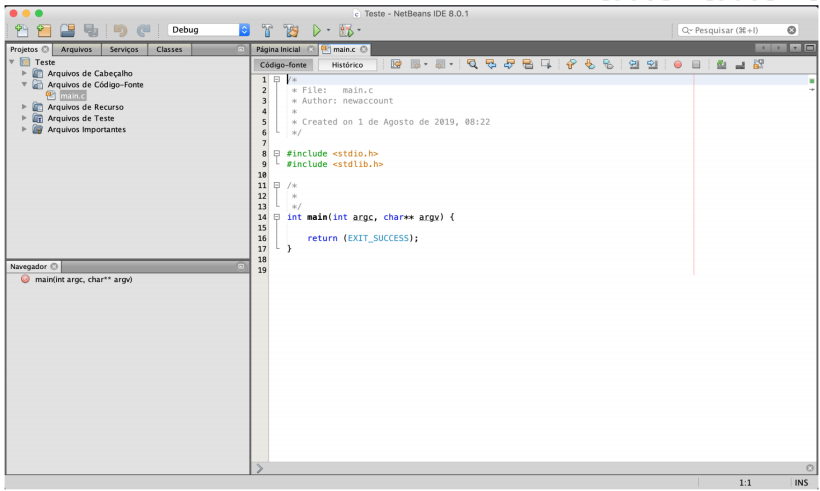 Teste - NetBeans IDE 8.0.1
Debug
Pesquisar (⌘+I)
Projetos Arquivos Serviços Classes
Teste
Arquivos de Cabeçalho
Arquivos de Código-Fonte
main.c
Arquivos de Recurso
Arquivos de Teste
Arquivos Importantes
Navegador
main(int argc, char** argv)
Página Inicial main.c
Código-fonte Histórico
1 /*
2 * File:   main.c
3 * Author: newaccount
4 *
5 * Created on 1 de Agosto de 2019, 08:22
6 */
7
8 #include <stdio.h>
9 #include <stdlib.h>
10
11 /*
12 *
13 */
14 int main(int argc, char** argv) {
15
16     return (EXIT_SUCCESS);
17 }
18
19
1:1 INS